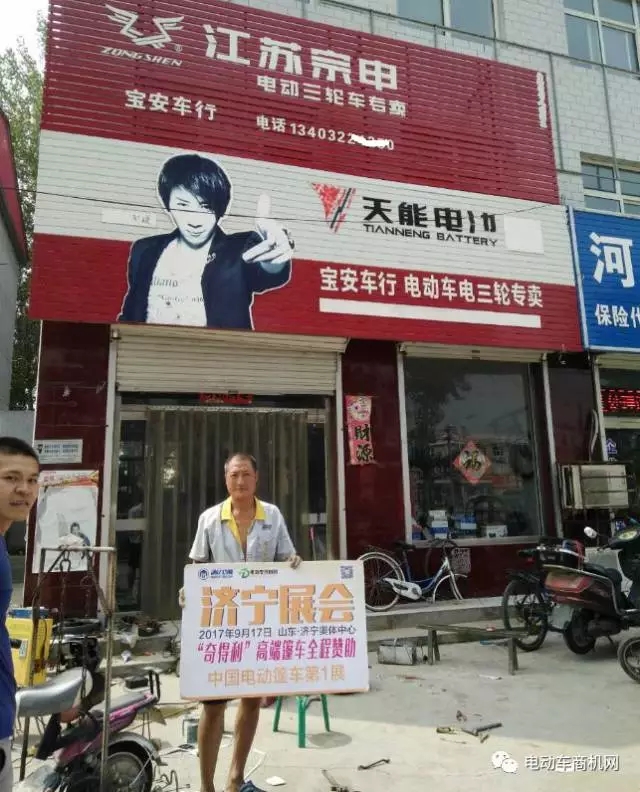 ZONGSHEN
®
江苏宗申
电动三轮车专卖
宝安车行
天能电池
TIANNENG BATTERY
宝安车行 电动车电三轮专卖
河
保险代
财源
福
济宁展会
2017年9月17日 山东·济宁奥体中心
“奇得利”高端篷车全程赞助
中国电动篷车第1展
电动车商机网